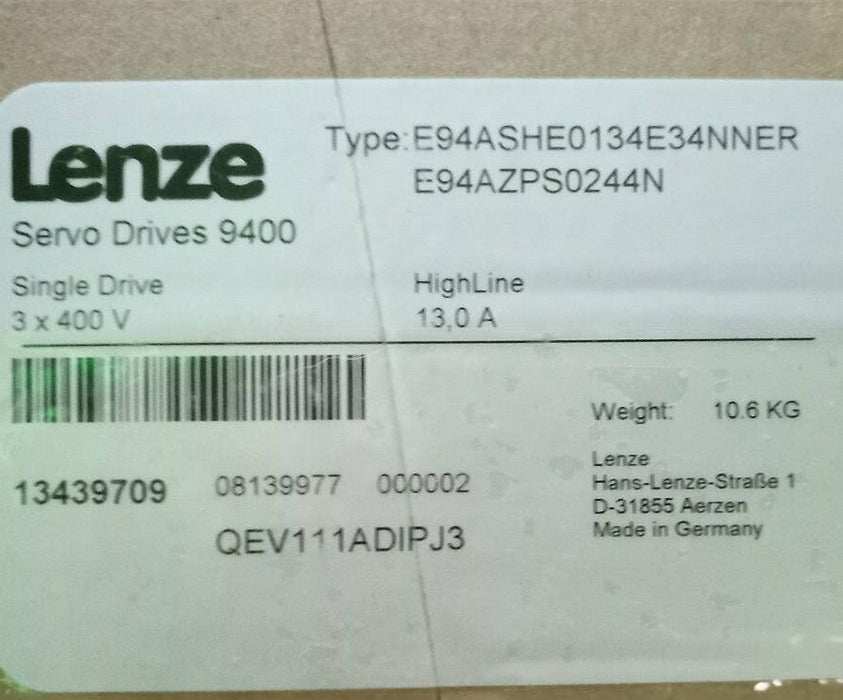 Lenze
Type: E94ASHE0134E34NNER
E94AZPS0244N
Servo Drives 9400
Single Drive
HighLine
3 x 400 V
13,0 A
Weight: 10.6 KG
13439709 08139977 000002
QEV111ADIPJ3
Lenze
Hans-Lenze-Straße 1
D-31855 Aerzen
Made in Germany